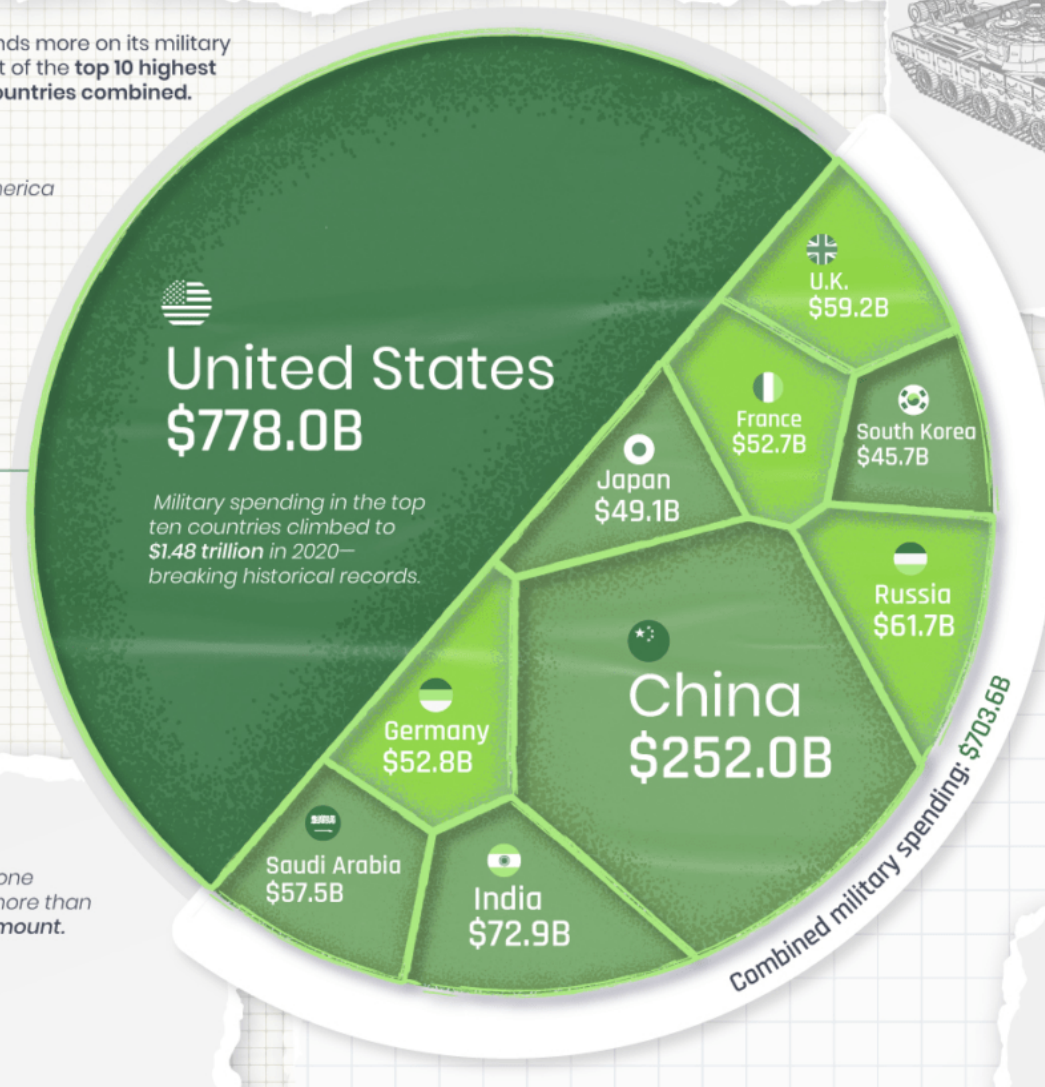 nds more on its military
t of the top 10 highest
ountries combined.
nerica
United States
$778.0B
Military spending in the top
ten countries climbed to
$1.48 trillion in 2020—
breaking historical records.
U.K.
$59.2B
France
$52.7B
South Korea
$45.7B
Japan
$49.1B
Russia
$61.7B
China
$252.0B
Germany
$52.8B
Saudi Arabia
$57.5B
India
$72.9B
Combined military spending: $703.6B
one
more than
mount.